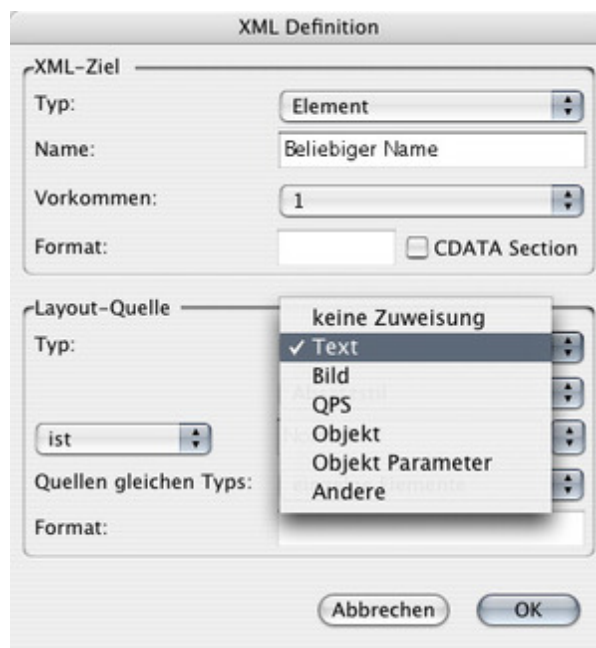 XML Definition
XML-Ziel
Typ: Element
Name: Beliebiger Name
Vorkommen: 1
Format: CDATA Section
Layout-Quelle
keine Zuweisung
Typ: ✓ Text
Bild
QPS
ist Objekt
Objekt Parameter
Quellen gleichen Typs:
Andere
Format:
Abbrechen OK